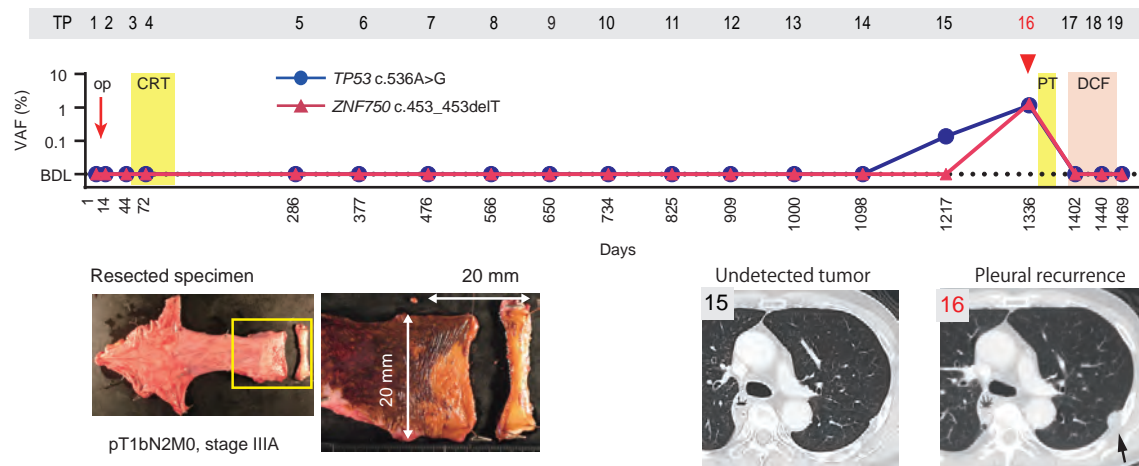 TP 1 2 3 4 5 6 7 8 9 10 11 12 13 14 15 16 17 18 19
VAF (%)
10
1
0.1
BDL
op
CRT
TP53 c.536A>G
ZNF750 c.453_453delT
PT
DCF
1 14 44 72 286 377 476 566 650 734 825 909 1000 1098 1217 1336 1402 1440 1469
Days
Resected specimen
20 mm
20 mm
pT1bN2M0, stage IIIA
Undetected tumor
15
Pleural recurrence
16